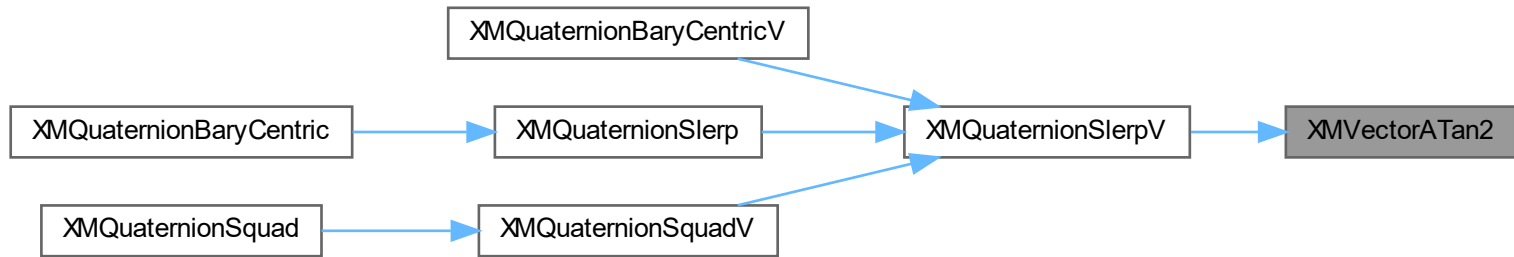 XMQuaternionBaryCentricV
XMQuaternionBaryCentric
XMQuaternionSlerp
XMQuaternionSlerpV
XMVectorATan2
XMQuaternionSquad
XMQuaternionSquadV